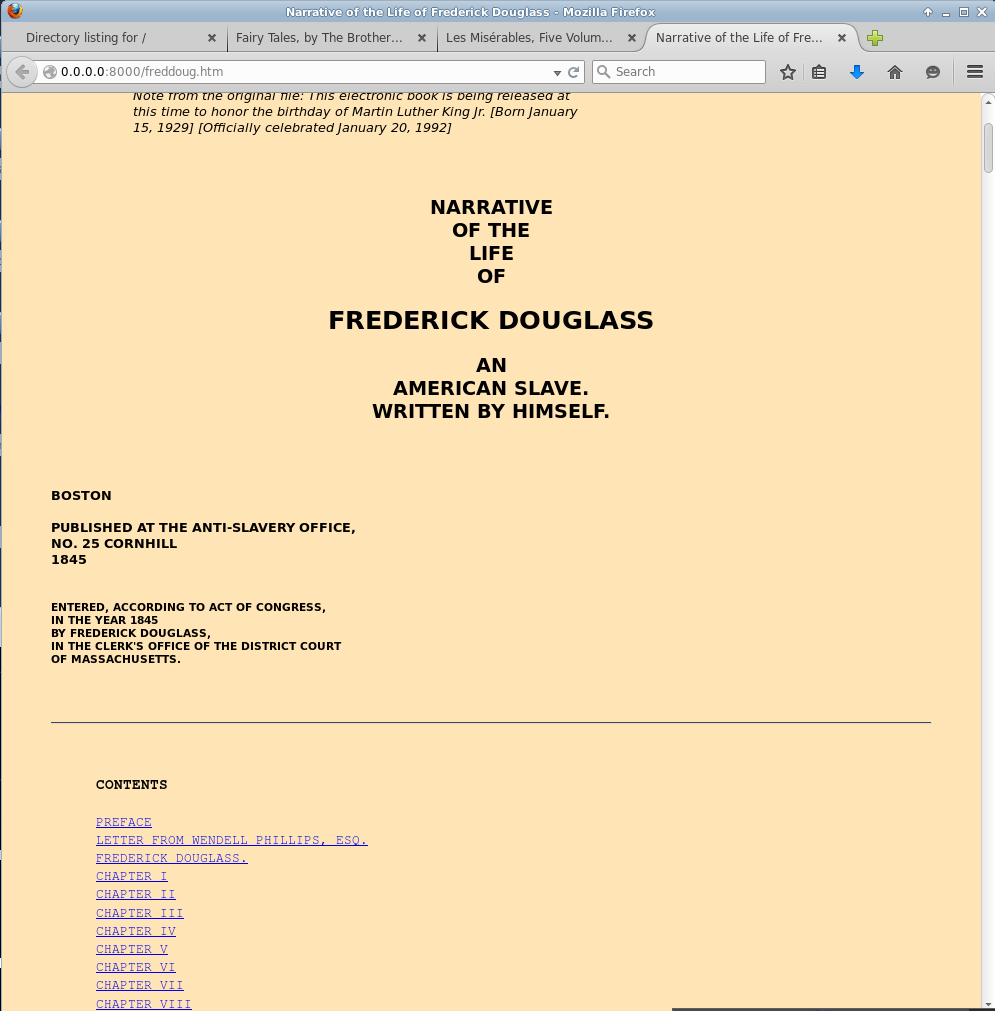 Narrative of the Life of Frederick Douglass - Mozilla Firefox
Directory listing for /
Fairy Tales, by The Brother...
Les Misérables, Five Volum...
Narrative of the Life of Fre...
0.0.0.0:8000/freddoug.htm
Search
Note from the original file: This electronic book is being released at
this time to honor the birthday of Martin Luther King Jr. [Born January
15, 1929] [Officially celebrated January 20, 1992]
NARRATIVE
OF THE
LIFE
OF
FREDERICK DOUGLASS
AN
AMERICAN SLAVE.
WRITTEN BY HIMSELF.
BOSTON
PUBLISHED AT THE ANTI-SLAVERY OFFICE,
NO. 25 CORNHILL
1845
ENTERED, ACCORDING TO ACT OF CONGRESS,
IN THE YEAR 1845
BY FREDERICK DOUGLASS,
IN THE CLERK'S OFFICE OF THE DISTRICT COURT
OF MASSACHUSETTS.
CONTENTS
PREFACE
LETTER FROM WENDELL PHILLIPS, ESQ.
FREDERICK DOUGLASS.
CHAPTER I
CHAPTER II
CHAPTER III
CHAPTER IV
CHAPTER V
CHAPTER VI
CHAPTER VII
CHAPTER VIII